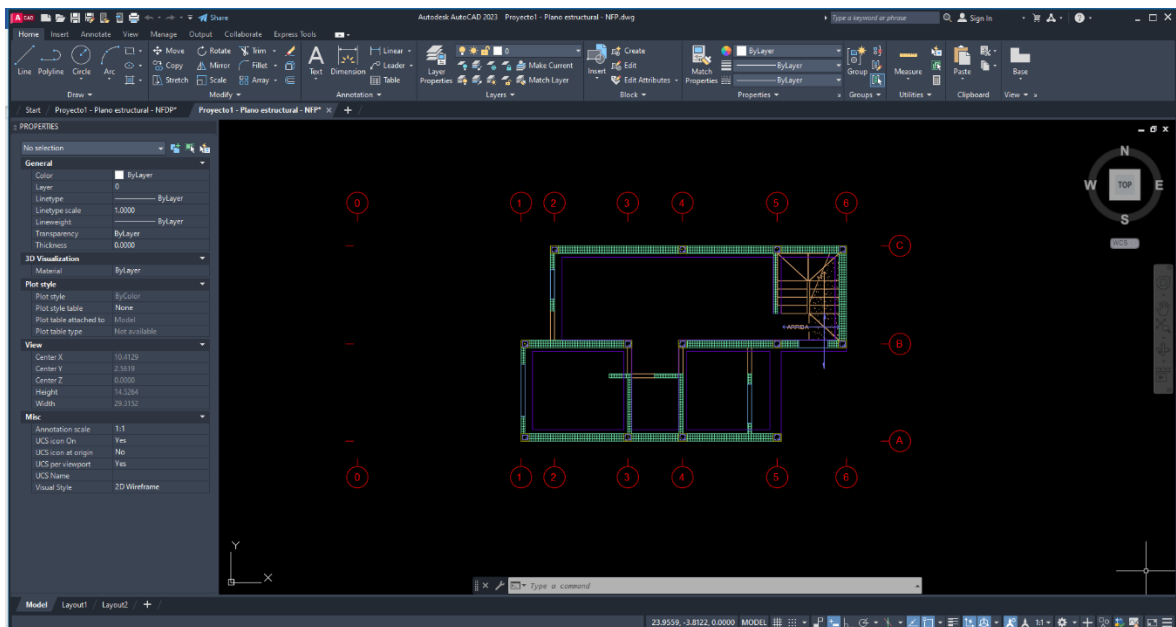 A CAD Share Autodesk AutoCAD 2023 Proyecto1 - Plano estructural - NFP.dwg Type a keyword or phrase Sign In
Home Insert Annotate View Manage Output Collaborate Express Tools
Line Polyline Circle Arc Move Rotate Trim Text Dimension Linear Layer Properties 0 Insert Create Match Properties ByLayer Group Measure Paste Base
Copy Mirror Fillet Leader Make Current Edit ByLayer
Stretch Scale Array Table Match Layer Edit Attributes ByLayer
Draw Modify Annotation Layers Block Properties Groups Utilities Clipboard View
Start Proyecto1 - Plano estructural - NFDP* Proyecto1 - Plano estructural - NFP*
PROPERTIES
No selection
General
Color ByLayer
Layer 0
Linetype ByLayer
Linetype scale 1.0000
Lineweight ByLayer
Transparency ByLayer
Thickness 0.0000
3D Visualization
Material ByLayer
Plot style
Plot style ByColor
Plot style table None
Plot table attached to Model
Plot table type Not available
View
Center X 10.4129
Center Y 2.5619
Center Z 0.0000
Height 14.5264
Width 29.3152
Misc
Annotation scale 1:1
UCS icon On Yes
UCS icon at origin No
UCS per viewport Yes
UCS Name
Visual Style 2D Wireframe
N
W TOP E
S
WCS
0 1 2 3 4 5 6
C
ARRIBA
B
A
0 1 2 3 4 5 6
Y
X
Type a command
Model Layout1 Layout2
23.9559, -3.8122, 0.0000 MODEL 1:1